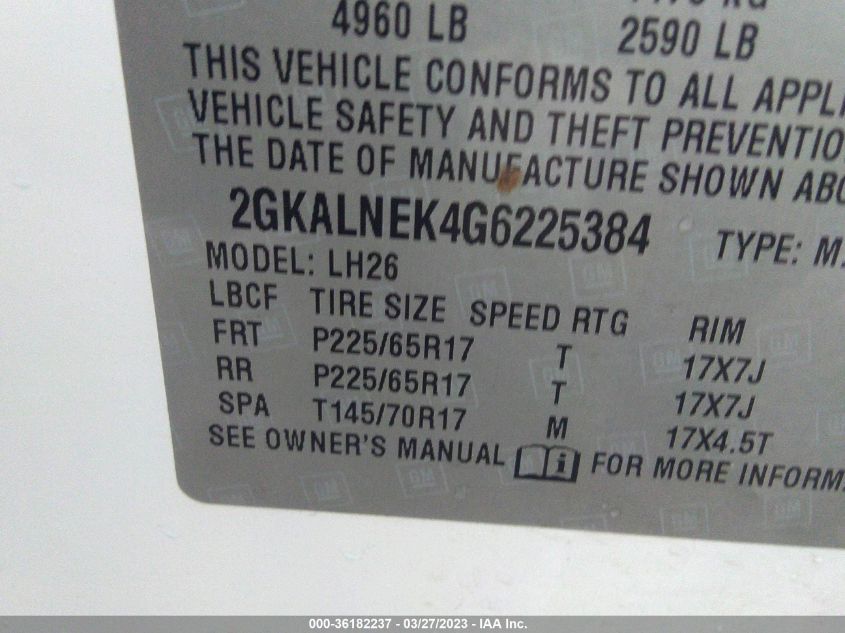 4960 LB 2590 LB
THIS VEHICLE CONFORMS TO ALL
VEHICLE SAFETY AND THEFT
THE DATE OF MANUFACTURE SHOWN
2GKALNEK4G6225384 TYPE:
MODEL: LH26
LBCF TIRE SIZE SPEED RTG RIM
FRT P225/65R17 T 17X7J
RR P225/65R17 T 17X7J
SPA T145/70R17 M 17X4.5T
SEE OWNER'S MANUAL FOR MORE
000-36182237 - 03/27/2023 - IAA Inc.